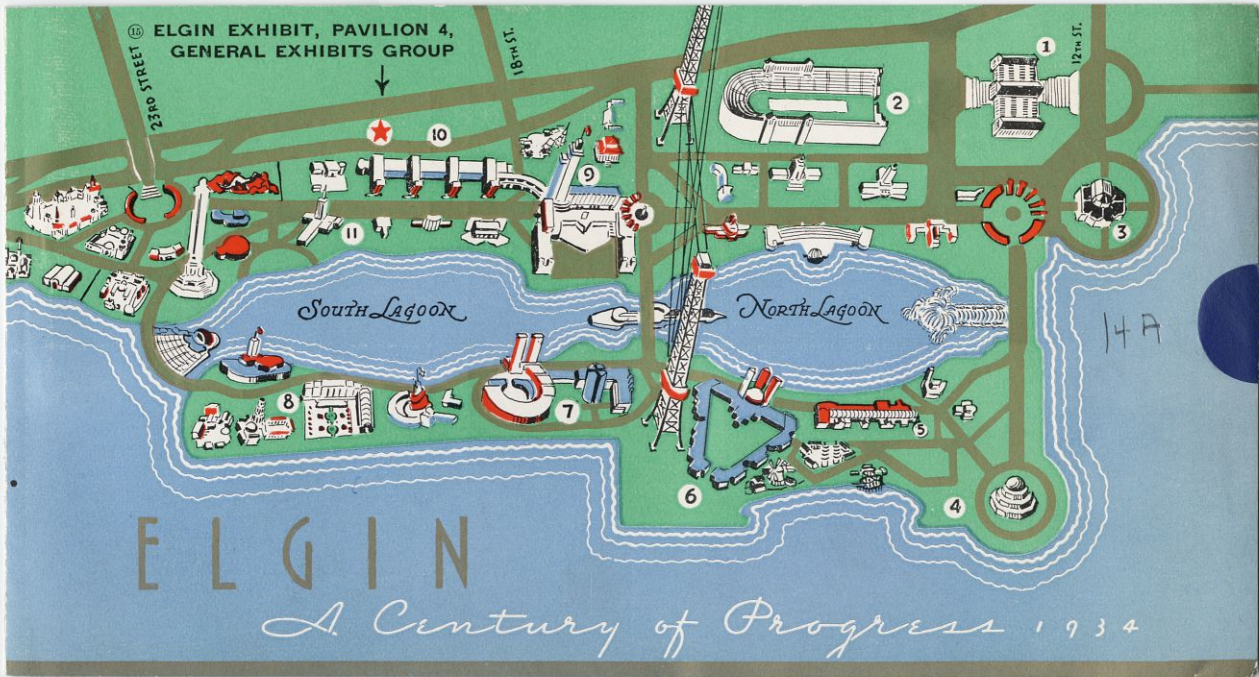 ⑮ ELGIN EXHIBIT, PAVILION 4,
GENERAL EXHIBITS GROUP
23RD STREET
18TH ST.
12TH ST.
1
2
3
10
9
11
SOUTH LAGOON
NORTH LAGOON
14A
8
7
5
6
4
ELGIN
A Century of Progress 1934